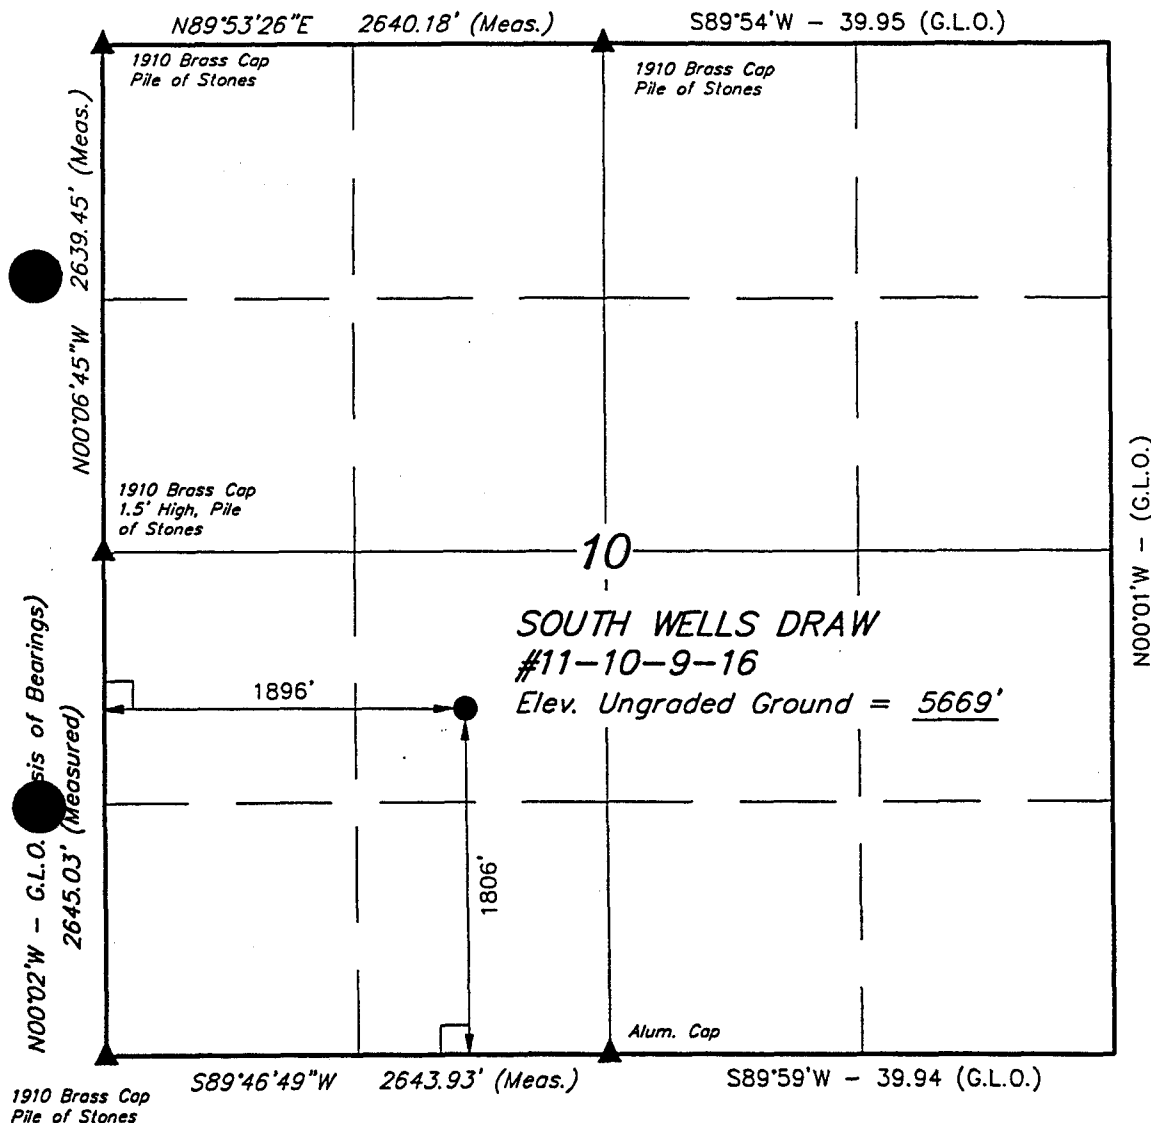 N89°53'26"E 2640.18' (Meas.)
S89°54'W – 39.95 (G.L.O.)
1910 Brass Cap
Pile of Stones
1910 Brass Cap
Pile of Stones
N00°06'45"W 2639.45' (Meas.)
1910 Brass Cap
1.5' High, Pile
of Stones
10
N00°01'W – (G.L.O.)
SOUTH WELLS DRAW
#11-10-9-16
Elev. Ungraded Ground = 5669'
1896'
1806'
N00°02'W – G.L.O. sis of Bearings)
2645.03' (Measured)
Alum. Cap
S89°46'49"W 2643.93' (Meas.)
S89°59'W – 39.94 (G.L.O.)
1910 Brass Cap
Pile of Stones